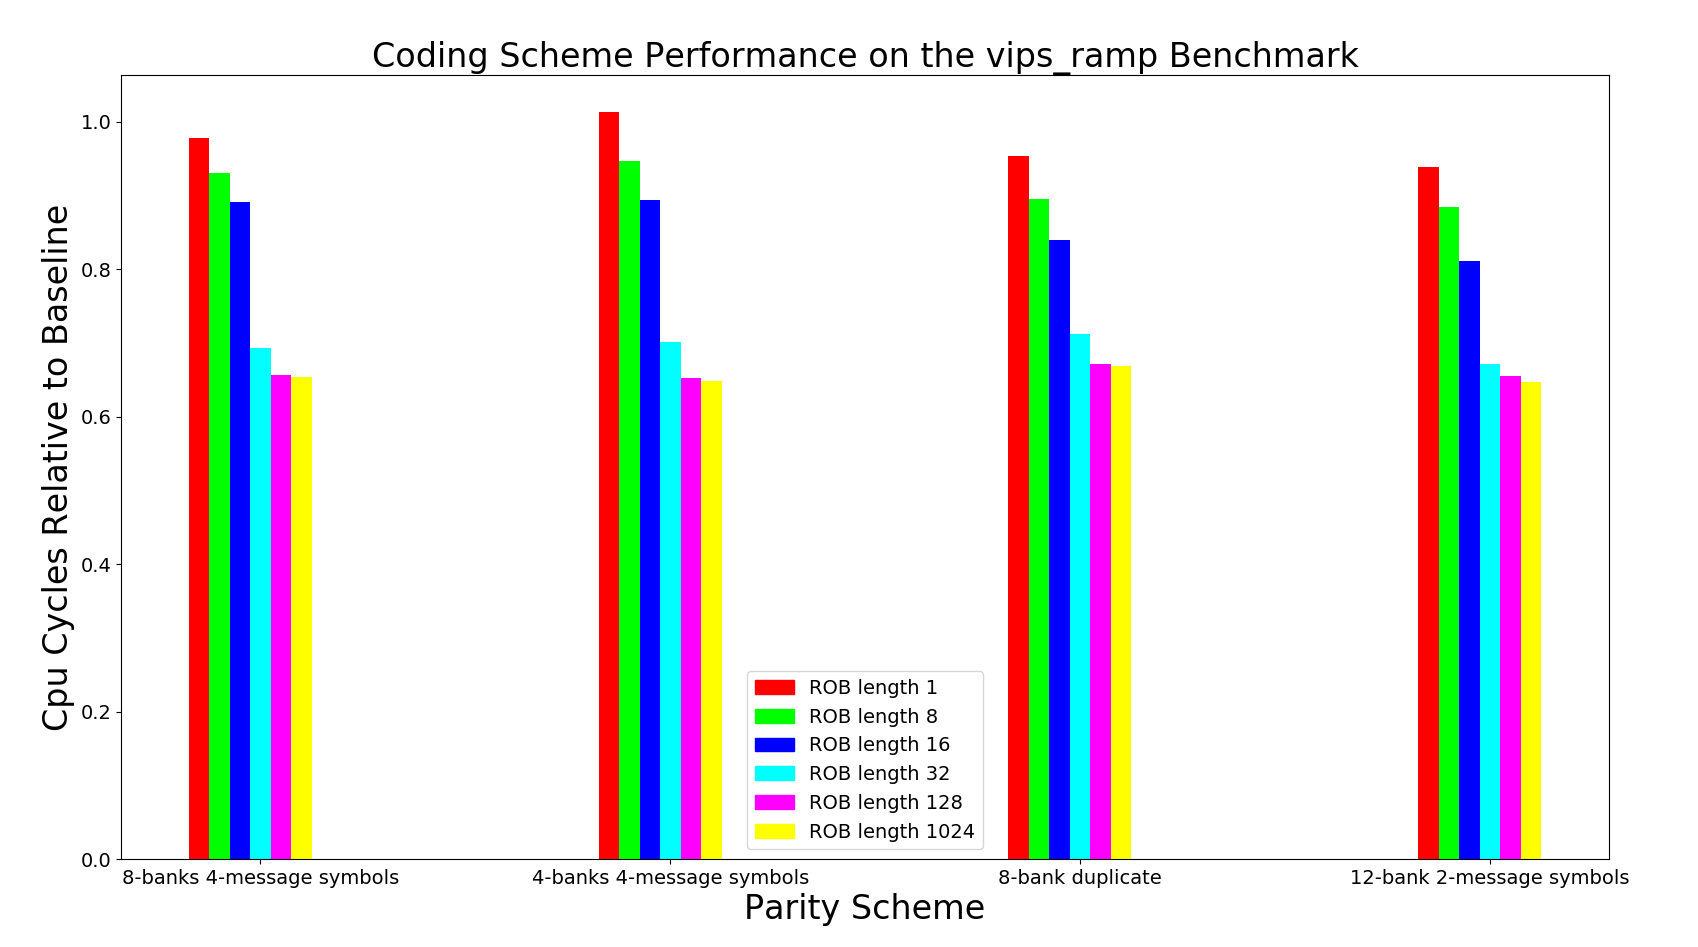 Coding Scheme Performance on the vips_ramp Benchmark
Cpu Cycles Relative to Baseline
1.0
0.8
0.6
0.4
0.2
0.0
ROB length 1
ROB length 8
ROB length 16
ROB length 32
ROB length 128
ROB length 1024
8-banks 4-message symbols
4-banks 4-message symbols
8-bank duplicate
12-bank 2-message symbols
Parity Scheme